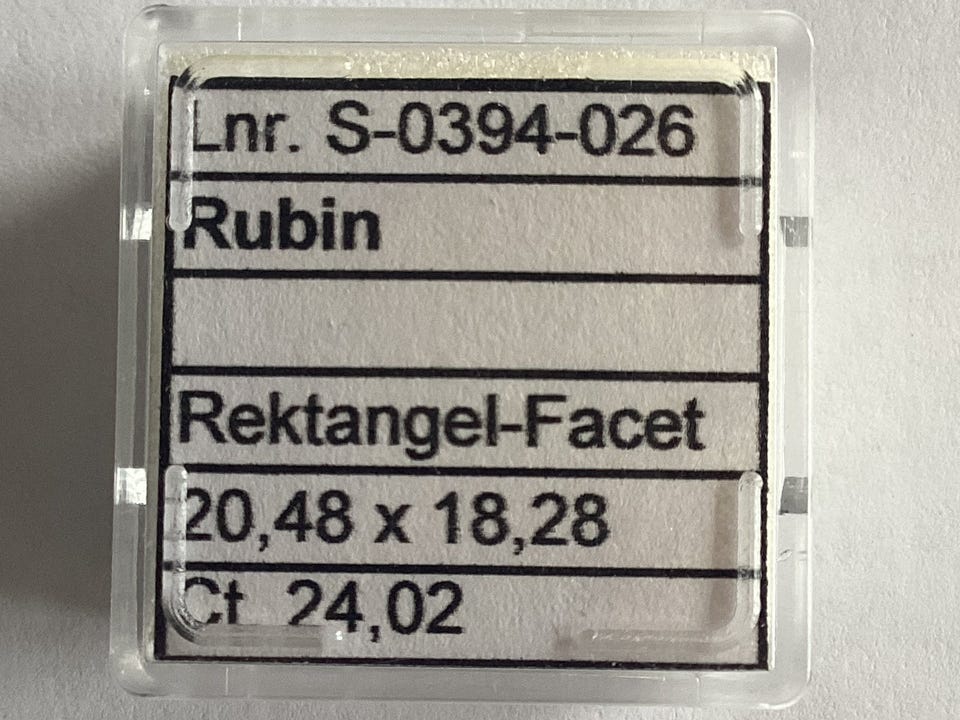 Lnr. S-0394-026
Rubin
Rektangel-Facet
20,48 x 18,28
Ct. 24,02